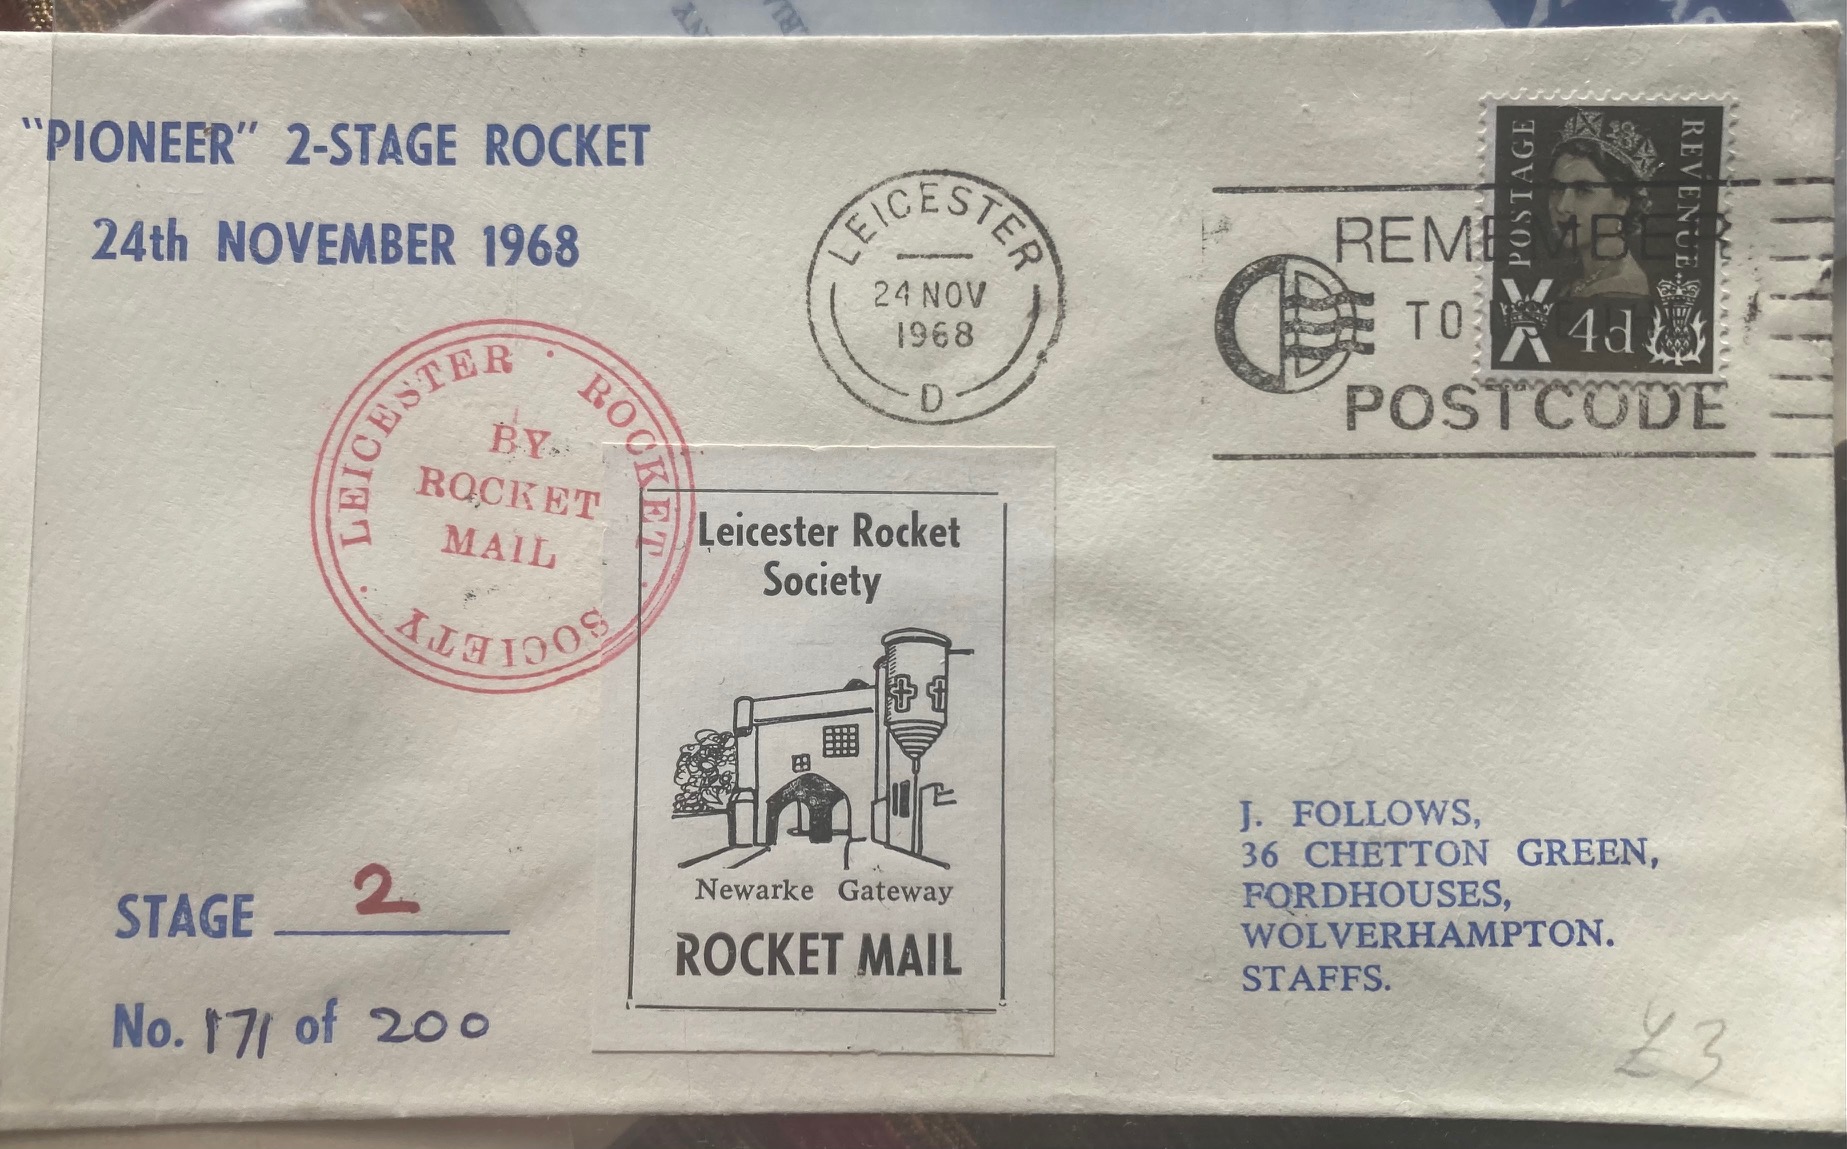 "PIONEER" 2-STAGE ROCKET
24th NOVEMBER 1968
LEICESTER
24 NOV
1968
D
REMEMBER
TO
POSTCODE
POSTAGE
REVENUE
4d
LEICESTER · ROCKET · SOCIETY ·
BY
ROCKET
MAIL
Leicester Rocket
Society
Newarke Gateway
ROCKET MAIL
STAGE 2
No. 171 of 200
J. FOLLOWS,
36 CHETTON GREEN,
FORDHOUSES,
WOLVERHAMPTON.
STAFFS.
£3